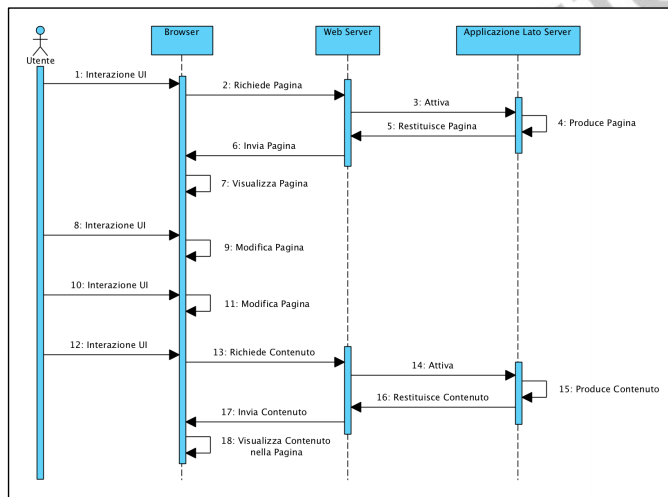 Browser
Web Server
Applicazione Lato Server
Utente
1: Interazione UI
2: Richiede Pagina
3: Attiva
4: Produce Pagina
5: Restituisce Pagina
6: Invia Pagina
7: Visualizza Pagina
8: Interazione UI
9: Modifica Pagina
10: Interazione UI
11: Modifica Pagina
12: Interazione UI
13: Richiede Contenuto
14: Attiva
15: Produce Contenuto
16: Restituisce Contenuto
17: Invia Contenuto
18: Visualizza Contenuto
nella Pagina